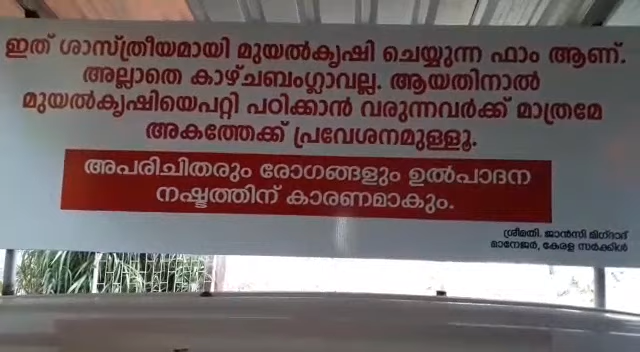 ഇത് ശാസ്ത്രീയമായി മുയൽകൃഷി ചെയ്യുന്ന ഫാം ആണ്.
അല്ലാതെ കാഴ്ചബംഗ്ലാവല്ല. ആയതിനാൽ
മുയൽകൃഷിയെപറ്റി പഠിക്കാൻ വരുന്നവർക്ക് മാത്രമേ
അകത്തേക്ക് പ്രവേശനമുള്ളൂ.
അപരിചിതരും രോഗങ്ങളും ഉൽപാദന
നഷ്ടത്തിന് കാരണമാകും.
ശ്രീമതി. ജാൻസി മിഗ്ദാദ്
മാനേജർ, കേരള സർക്കിൾ